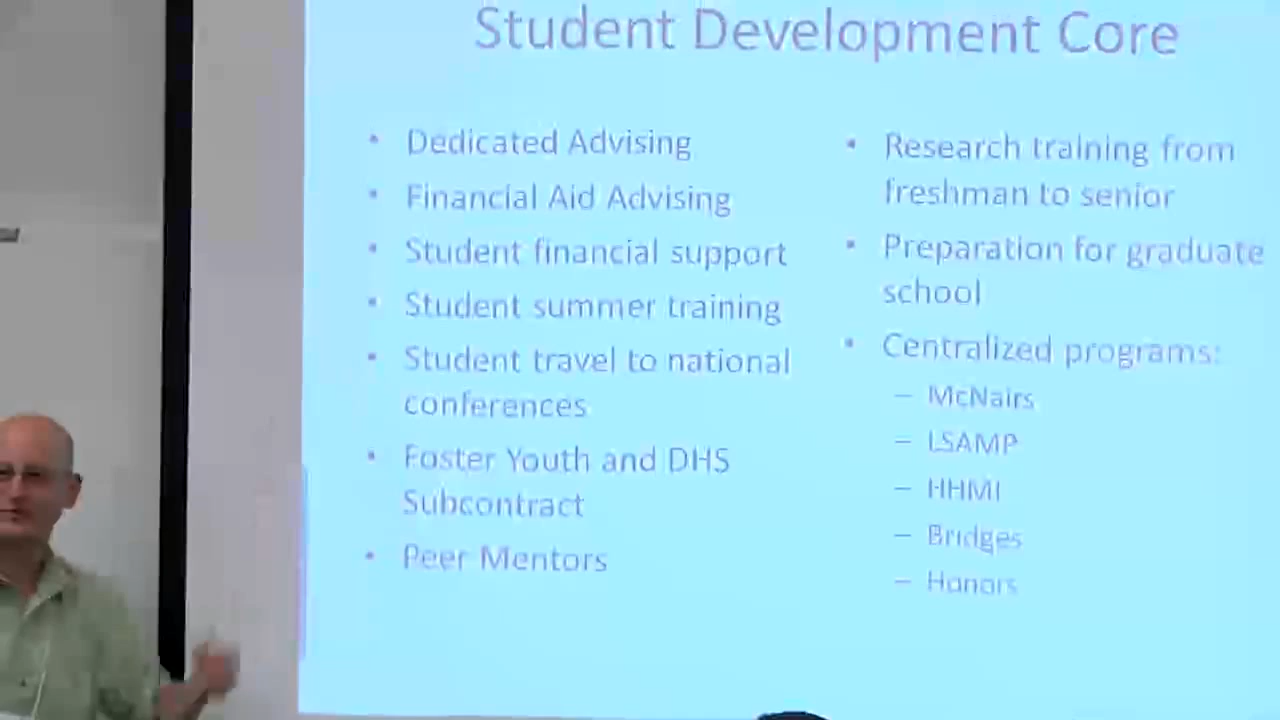 Student Development Core
• Dedicated Advising
• Financial Aid Advising
• Student financial support
• Student summer training
• Student travel to national
conferences
• Foster Youth and DHS
Subcontract
• Peer Mentors
• Research training from
freshman to senior
• Preparation for graduate
school
• Centralized programs:
– McNairs
– LSAMP
– HHMI
– Bridges
– Honors